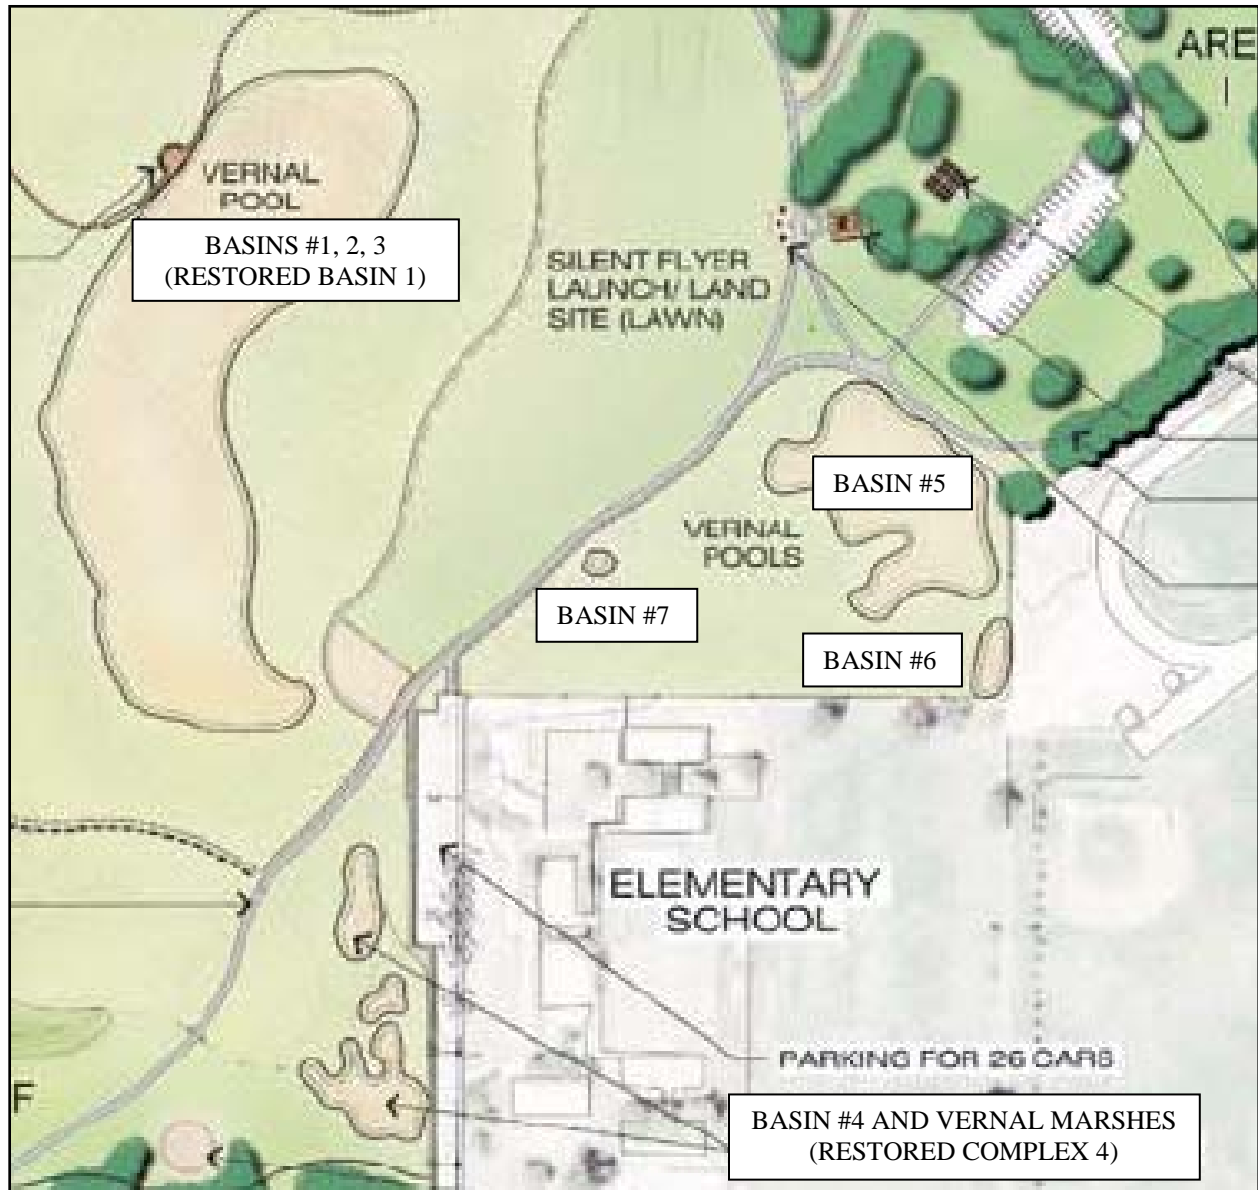 ARE
I
VERNAL
POOL
BASINS #1, 2, 3
(RESTORED BASIN 1)
SILENT FLYER
LAUNCH/ LAND
SITE (LAWN)
BASIN #5
VERNAL
POOLS
BASIN #7
BASIN #6
ELEMENTARY
SCHOOL
PARKING FOR 26 CARS
F
BASIN #4 AND VERNAL MARSHES
(RESTORED COMPLEX 4)